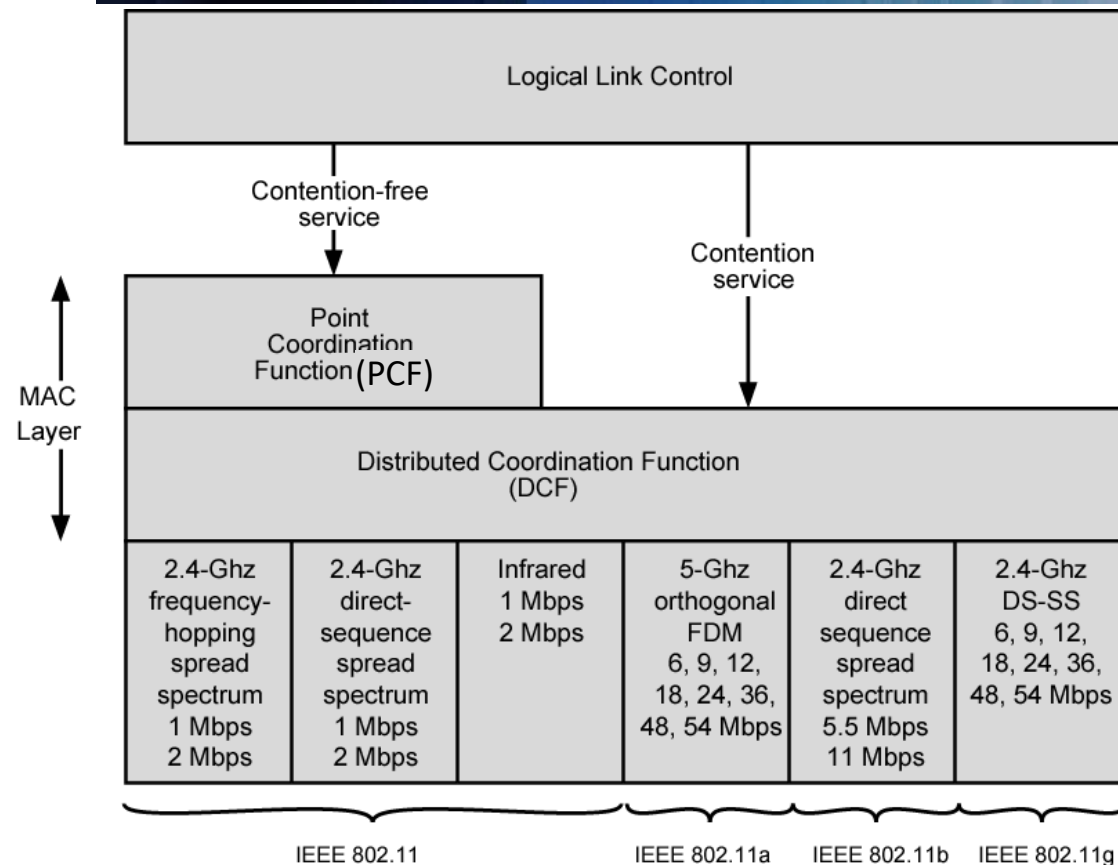 Logical Link Control
Contention-free
service
Contention
service
Point
Coordination
Function (PCF)
MAC
Layer
Distributed Coordination Function
(DCF)
2.4-Ghz
frequency-
hopping
spread
spectrum
1 Mbps
2 Mbps
2.4-Ghz
direct-
sequence
spread
spectrum
1 Mbps
2 Mbps
Infrared
1 Mbps
2 Mbps
5-Ghz
orthogonal
FDM
6, 9, 12,
18, 24, 36,
48, 54 Mbps
2.4-Ghz
direct
sequence
spread
spectrum
5.5 Mbps
11 Mbps
2.4-Ghz
DS-SS
6, 9, 12,
18, 24, 36,
48, 54 Mbps
IEEE 802.11
IEEE 802.11a
IEEE 802.11b
IEEE 802.11g